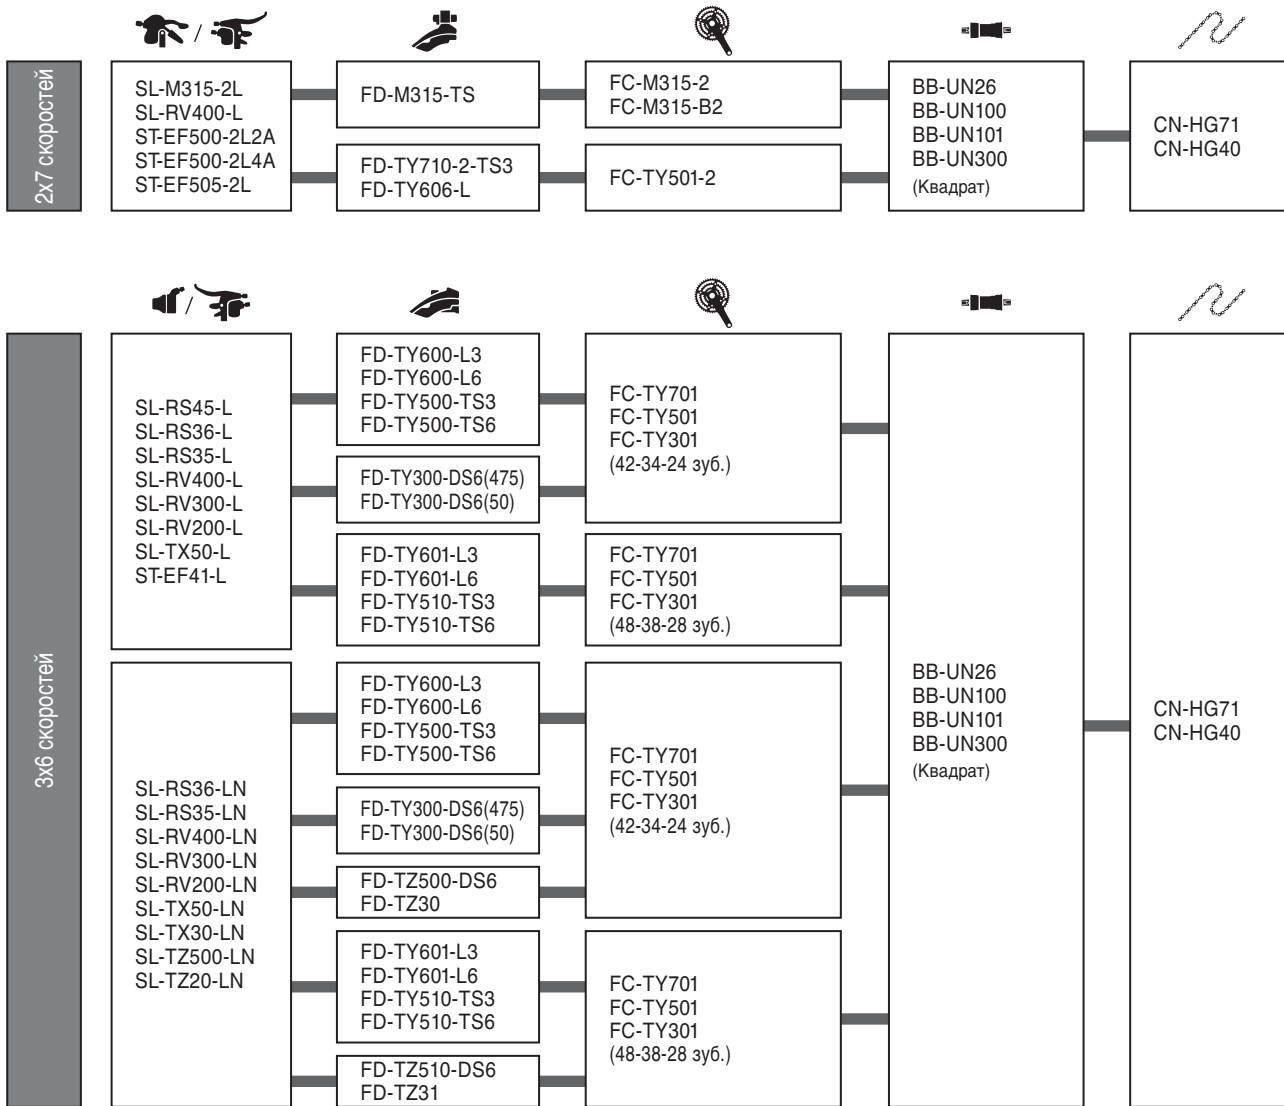 2x7 скоростей
SL-M315-2L
SL-RV400-L
ST-EF500-2L2A
ST-EF500-2L4A
ST-EF505-2L
FD-M315-TS
FD-TY710-2-TS3
FD-TY606-L
FC-M315-2
FC-M315-B2
FC-TY501-2
BB-UN26
BB-UN100
BB-UN101
BB-UN300
(Квадрат)
CN-HG71
CN-HG40
/
/
3x6 скоростей
SL-RS45-L
SL-RS36-L
SL-RS35-L
SL-RV400-L
SL-RV300-L
SL-RV200-L
SL-TX50-L
ST-EF41-L
FD-TY600-L3
FD-TY600-L6
FD-TY500-TS3
FD-TY500-TS6
FD-TY300-DS6(475)
FD-TY300-DS6(50)
FC-TY701
FC-TY501
FC-TY301
(42-34-24 зуб.)
FD-TY601-L3
FD-TY601-L6
FD-TY510-TS3
FD-TY510-TS6
FC-TY701
FC-TY501
FC-TY301
(48-38-28 зуб.)
SL-RS36-LN
SL-RS35-LN
SL-RV400-LN
SL-RV300-LN
SL-RV200-LN
SL-TX50-LN
SL-TX30-LN
SL-TZ500-LN
SL-TZ20-LN
FD-TY600-L3
FD-TY600-L6
FD-TY500-TS3
FD-TY500-TS6
FD-TY300-DS6(475)
FD-TY300-DS6(50)
FD-TZ500-DS6
FD-TZ30
FC-TY701
FC-TY501
FC-TY301
(42-34-24 зуб.)
FD-TY601-L3
FD-TY601-L6
FD-TY510-TS3
FD-TY510-TS6
FD-TZ510-DS6
FD-TZ31
FC-TY701
FC-TY501
FC-TY301
(48-38-28 зуб.)
BB-UN26
BB-UN100
BB-UN101
BB-UN300
(Квадрат)
CN-HG71
CN-HG40